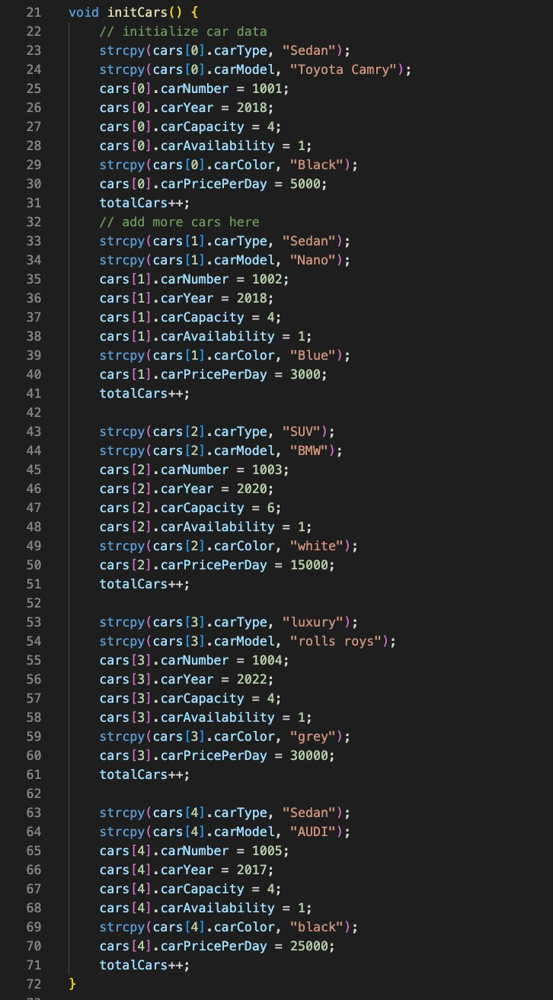 21 void initCars() {
22     // initialize car data
23     strcpy(cars[0].carType, "Sedan");
24     strcpy(cars[0].carModel, "Toyota Camry");
25     cars[0].carNumber = 1001;
26     cars[0].carYear = 2018;
27     cars[0].carCapacity = 4;
28     cars[0].carAvailability = 1;
29     strcpy(cars[0].carColor, "Black");
30     cars[0].carPricePerDay = 5000;
31     totalCars++;
32     // add more cars here
33     strcpy(cars[1].carType, "Sedan");
34     strcpy(cars[1].carModel, "Nano");
35     cars[1].carNumber = 1002;
36     cars[1].carYear = 2018;
37     cars[1].carCapacity = 4;
38     cars[1].carAvailability = 1;
39     strcpy(cars[1].carColor, "Blue");
40     cars[1].carPricePerDay = 3000;
41     totalCars++;
42
43     strcpy(cars[2].carType, "SUV");
44     strcpy(cars[2].carModel, "BMW");
45     cars[2].carNumber = 1003;
46     cars[2].carYear = 2020;
47     cars[2].carCapacity = 6;
48     cars[2].carAvailability = 1;
49     strcpy(cars[2].carColor, "white");
50     cars[2].carPricePerDay = 15000;
51     totalCars++;
52
53     strcpy(cars[3].carType, "luxury");
54     strcpy(cars[3].carModel, "rolls roys");
55     cars[3].carNumber = 1004;
56     cars[3].carYear = 2022;
57     cars[3].carCapacity = 4;
58     cars[3].carAvailability = 1;
59     strcpy(cars[3].carColor, "grey");
60     cars[3].carPricePerDay = 30000;
61     totalCars++;
62
63     strcpy(cars[4].carType, "Sedan");
64     strcpy(cars[4].carModel, "AUDI");
65     cars[4].carNumber = 1005;
66     cars[4].carYear = 2017;
67     cars[4].carCapacity = 4;
68     cars[4].carAvailability = 1;
69     strcpy(cars[4].carColor, "black");
70     cars[4].carPricePerDay = 25000;
71     totalCars++;
72 }